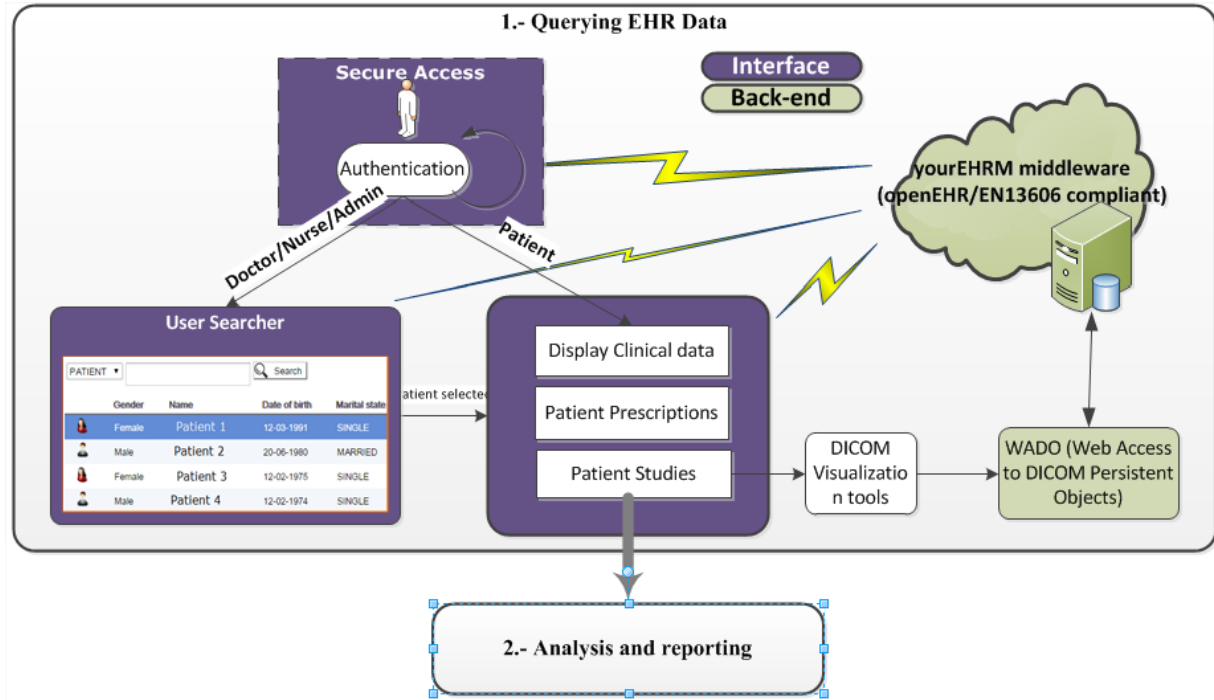 1.- Querying EHR Data
Secure Access
Interface
Back-end
Authentication
yourEHRM middleware
(openEHR/EN13606 compliant)
Doctor/Nurse/Admin
Patient
User Searcher
PATIENT
Search
Gender Name Date of birth Marital state
Female Patient 1 12-03-1991 SINGLE
Male Patient 2 20-06-1980 MARRIED
Female Patient 3 12-02-1975 SINGLE
Male Patient 4 12-02-1974 SINGLE
atient selected
Display Clinical data
Patient Prescriptions
Patient Studies
DICOM
Visualizatio
n tools
WADO (Web Access
to DICOM Persistent
Objects)
2.- Analysis and reporting